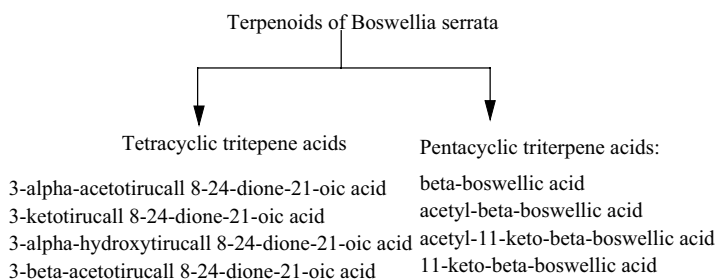 Terpenoids of Boswellia serrata
Tetracyclic tritepene acids
3-alpha-acetotirucall 8-24-dione-21-oic acid
3-ketotirucall 8-24-dione-21-oic acid
3-alpha-hydroxytirucall 8-24-dione-21-oic acid
3-beta-acetotirucall 8-24-dione-21-oic acid
Pentacyclic triterpene acids:
beta-boswellic acid
acetyl-beta-boswellic acid
acetyl-11-keto-beta-boswellic acid
11-keto-beta-boswellic acid